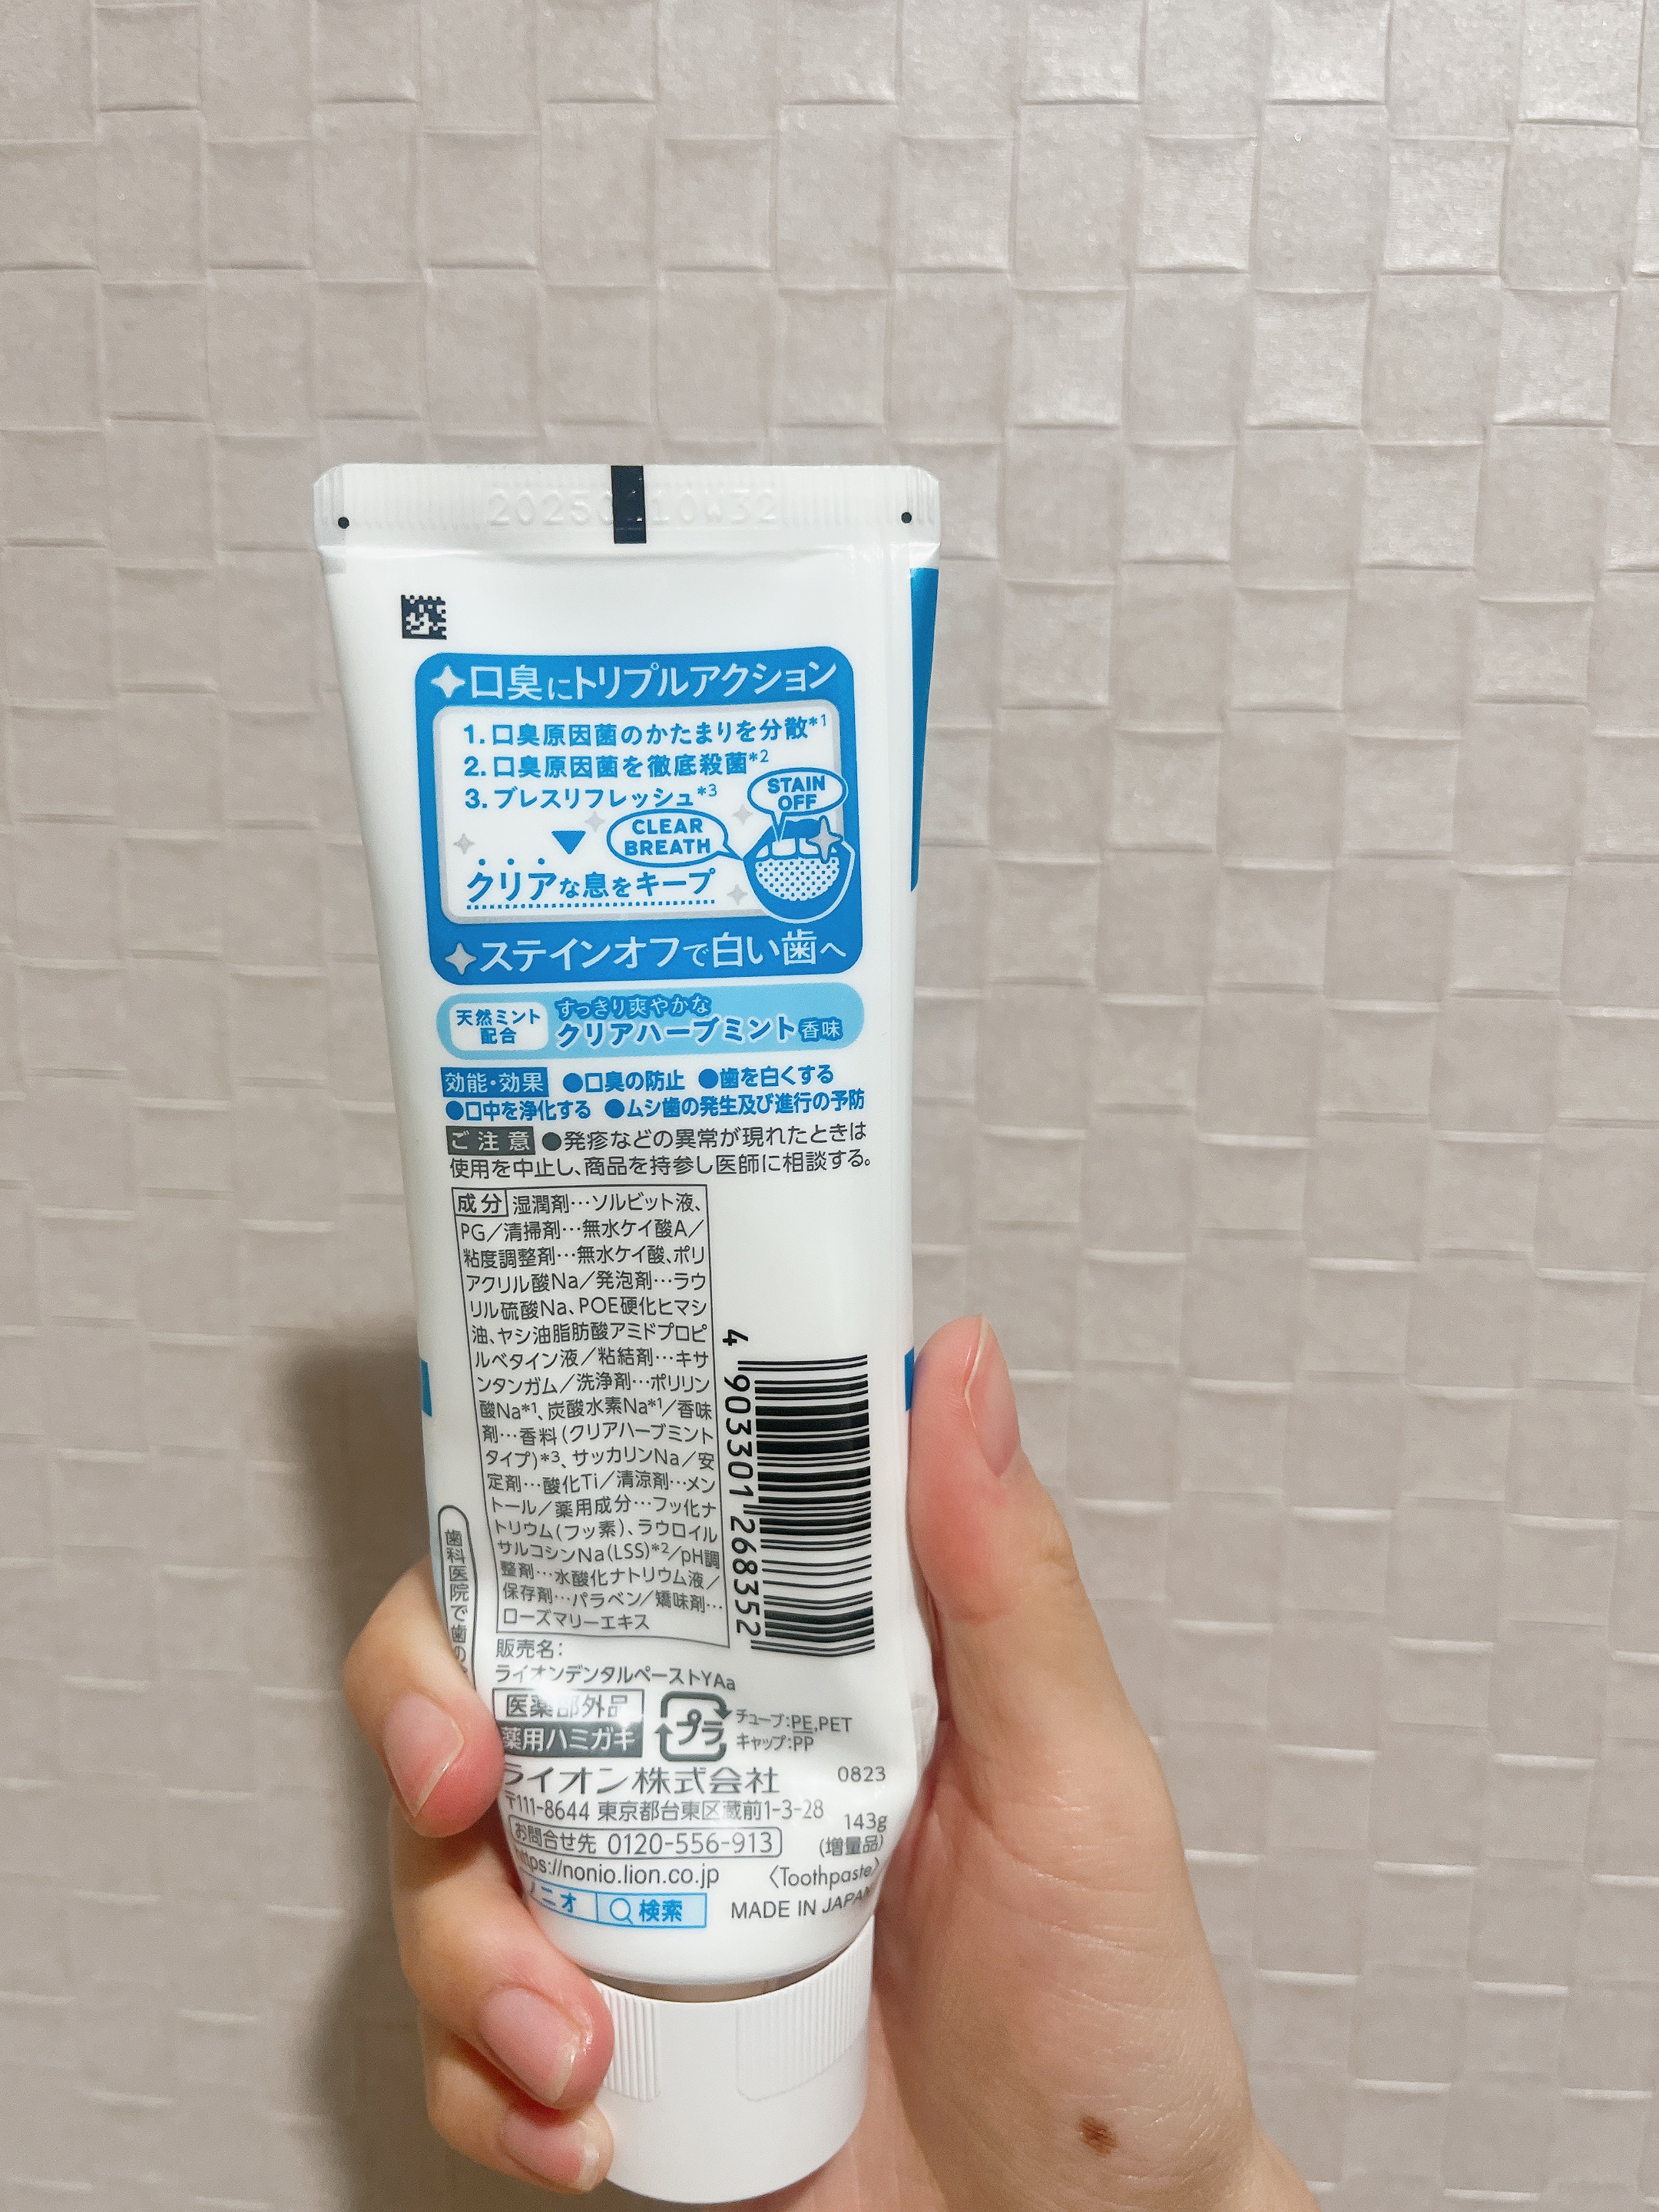 口臭にトリプルアクション
1. 口臭原因菌のかたまりを分散*1
2. 口臭原因菌を徹底殺菌*2
3. ブレスリフレッシュ*3
STAIN
OFF
CLEAR
BREATH
クリアな息をキープ
ステインオフで白い歯へ
天然ミント
配合
すっきり爽やかな
クリアハーブミント香味
効能・効果 ●口臭の防止 ●歯を白くする
●口中を浄化する ●ムシ歯の発生及び進行の予防
ご注意 ●発疹などの異常が現れたときは
使用を中止し、商品を持参し医師に相談する。
成分 湿潤剤…ソルビット液、
PG/清掃剤…無水ケイ酸A/
粘度調整剤…無水ケイ酸、ポリ
アクリル酸Na/発泡剤…ラウ
リル硫酸Na、POE硬化ヒマシ
油、ヤシ油脂肪酸アミドプロピ
ルベタイン液/粘結剤…キサ
ンタンガム/洗浄剤…ポリリン
酸Na*1、炭酸水素Na*1/香味
剤…香料(クリアハーブミント
タイプ)*3、サッカリンNa/安
定剤…酸化Ti/清涼剤…メン
トール/薬用成分…フッ化ナ
トリウム(フッ素)、ラウロイル
サルコシンNa(LSS)*2/pH調
整剤…水酸化ナトリウム液/
保存剤…パラベン/矯味剤…
ローズマリーエキス
4 903301 268352
歯科医院で歯の
販売名:
ライオンデンタルペーストYAa
医薬部外品
薬用ハミガキ
プラ
チューブ:PE,PET
キャップ:PP
ライオン株式会社 0823
〒111-8644 東京都台東区蔵前1-3-28
143g
(増量品)
お問合せ先 0120-556-913
https://nonio.lion.co.jp
〈Toothpaste〉
ノニオ 検索
MADE IN JAPAN